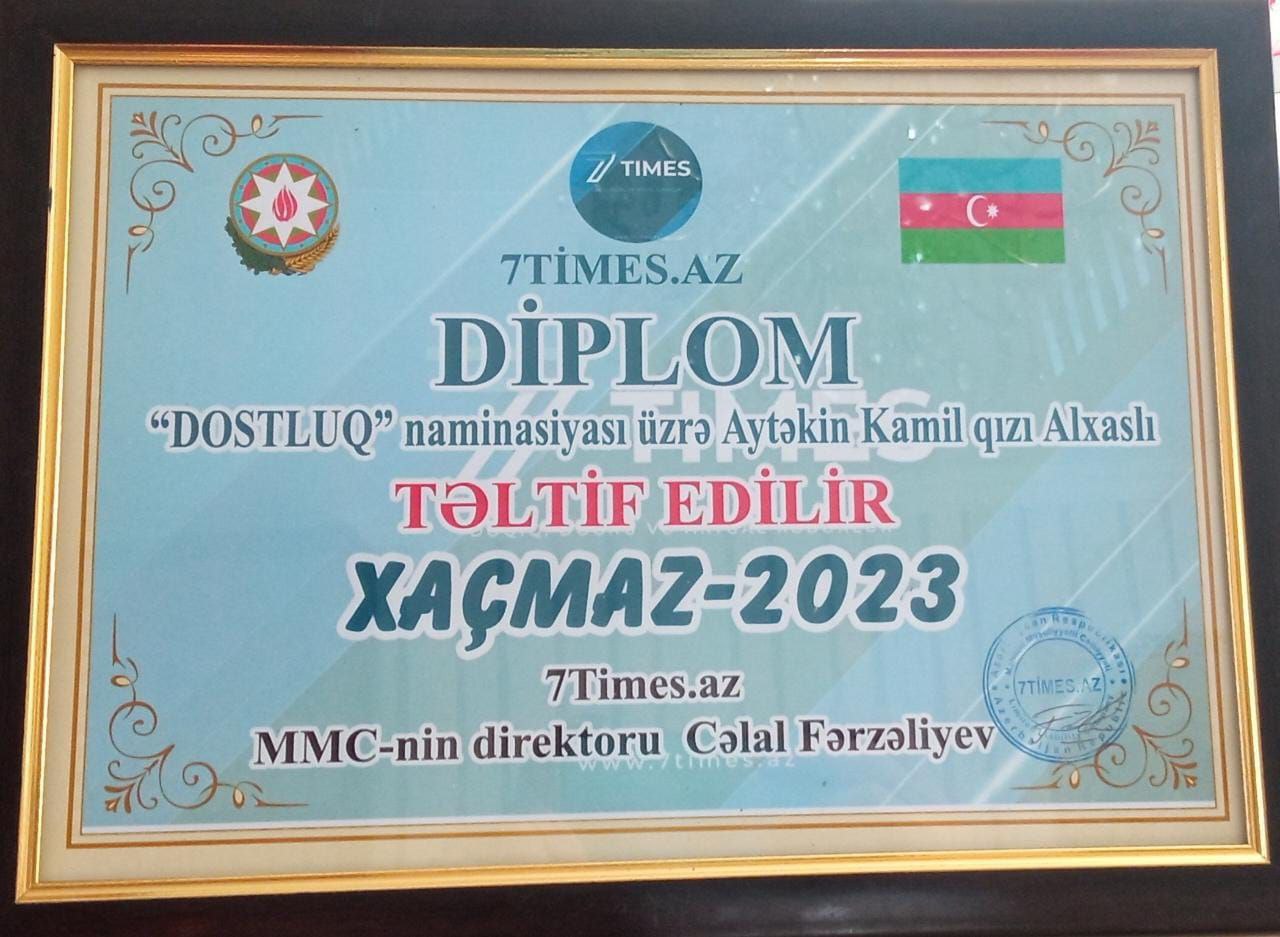 7 TIMES
7TİMES.AZ
DİPLOM
“DOSTLUQ” naminasiyası üzrə Aytəkin Kamil qızı Alxaslı
TƏLTİF EDİLİR
XAÇMAZ-2023
7Times.az
MMC-nin direktoru Cəlal Fərzəliyev
www.7times.az
7TİMES.AZ